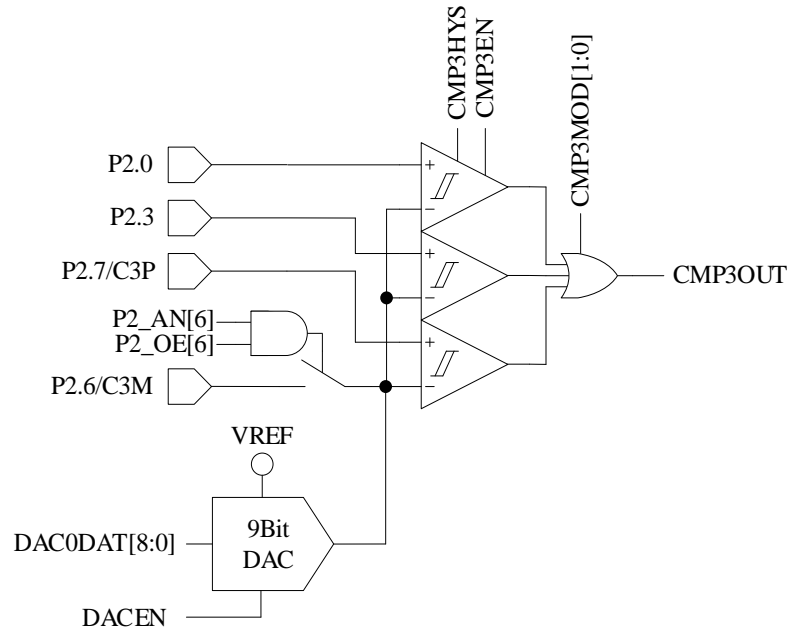 CMP3HYS
CMP3EN
CMP3MOD[1:0]
P2.0
+
−
P2.3
+
P2.7/C3P
CMP3OUT
−
P2_AN[6]
P2_OE[6]
+
P2.6/C3M
−
VREF
DAC0DAT[8:0]
9Bit
DAC
DACEN